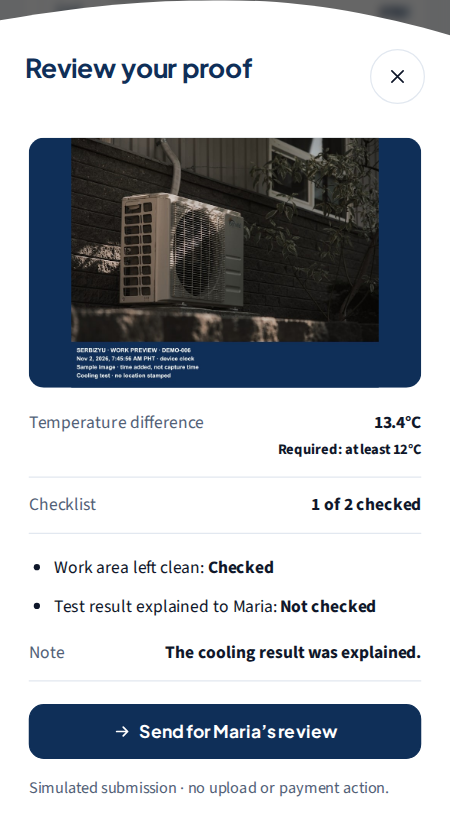 Review your proof
SERBIZYU · WORK PREVIEW · DEMO-006
Nov 2, 2026, 7:45:56 AM PHT · device clock
Sample image · time added, not capture time
Cooling test · no location stamped
Temperature difference 13.4°C
Required: at least 12°C
Checklist 1 of 2 checked
• Work area left clean: Checked
• Test result explained to Maria: Not checked
Note The cooling result was explained.
→ Send for Maria's review
Simulated submission · no upload or payment action.